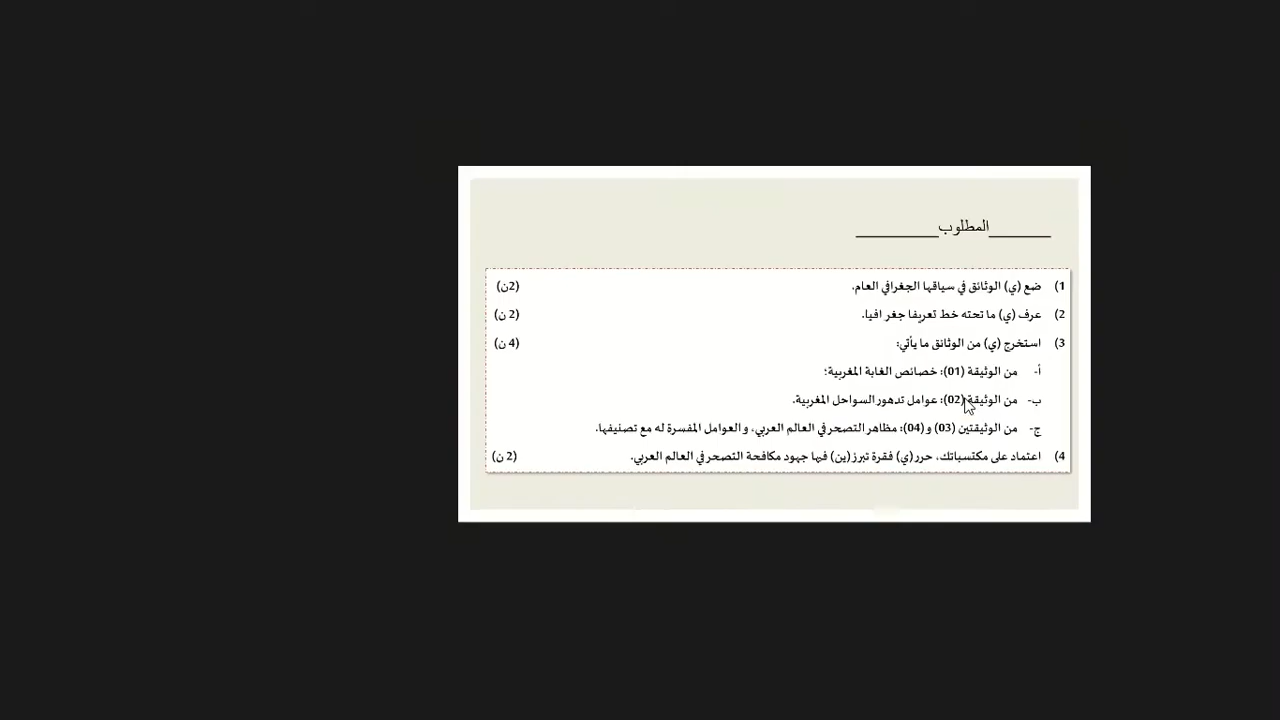 المطلوب
1) ضع (ي) الوثائق في سياقها الجغرافي العام. (2ن)
2) عرف (ي) ما تحته خط تعريفا جغرافيا. (2 ن)
3) استخرج (ي) من الوثائق ما يأتي: (4 ن)
أ- من الوثيقة (01): خصائص الغابة المغربية؛
ب- من الوثيقة (02): عوامل تدهور السواحل المغربية.
ج- من الوثيقتين (03) و(04): مظاهر التصحر في العالم العربي، والعوامل المفسرة له مع تصنيفها.
4) اعتماد على مكتسباتك، حرر(ي) فقرة تبرز(ين) فيها جهود مكافحة التصحر في العالم العربي. (2 ن)